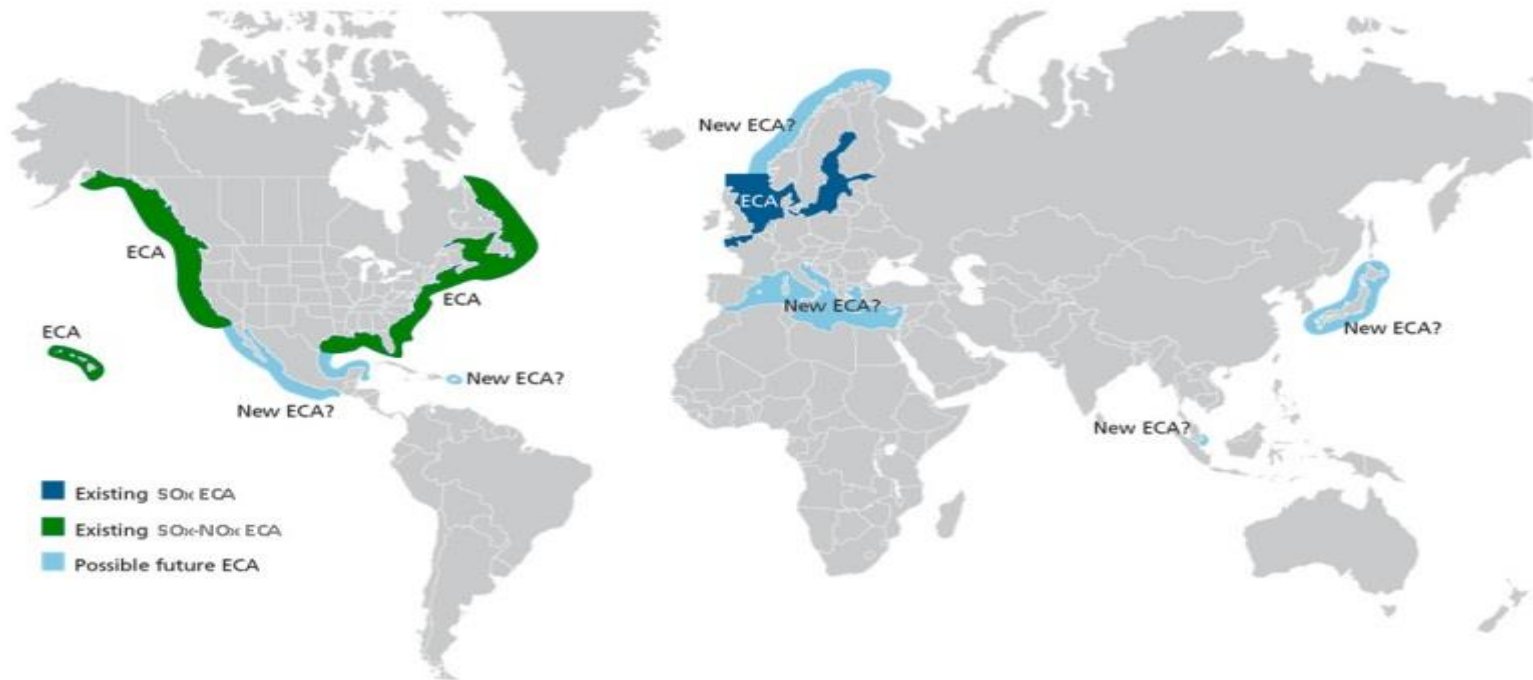 New ECA?
ECA
ECA
ECA
ECA
New ECA?
New ECA?
New ECA?
New ECA?
New ECA?
Existing SOx ECA
Existing SOx-NOx ECA
Possible future ECA